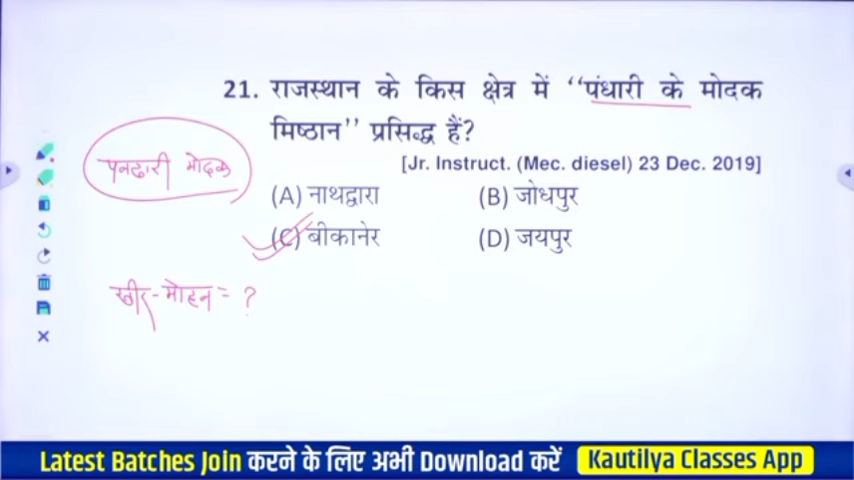 21. राजस्थान के किस क्षेत्र में "पंधारी के मोदक
मिष्ठान" प्रसिद्ध हैं?
[Jr. Instruct. (Mec. diesel) 23 Dec. 2019]
(A) नाथद्वारा (B) जोधपुर
(C) बीकानेर (D) जयपुर
पनढारी मोदक
खीर-मोहन = ?
Latest Batches Join करने के लिए अभी Download करें Kautilya Classes App